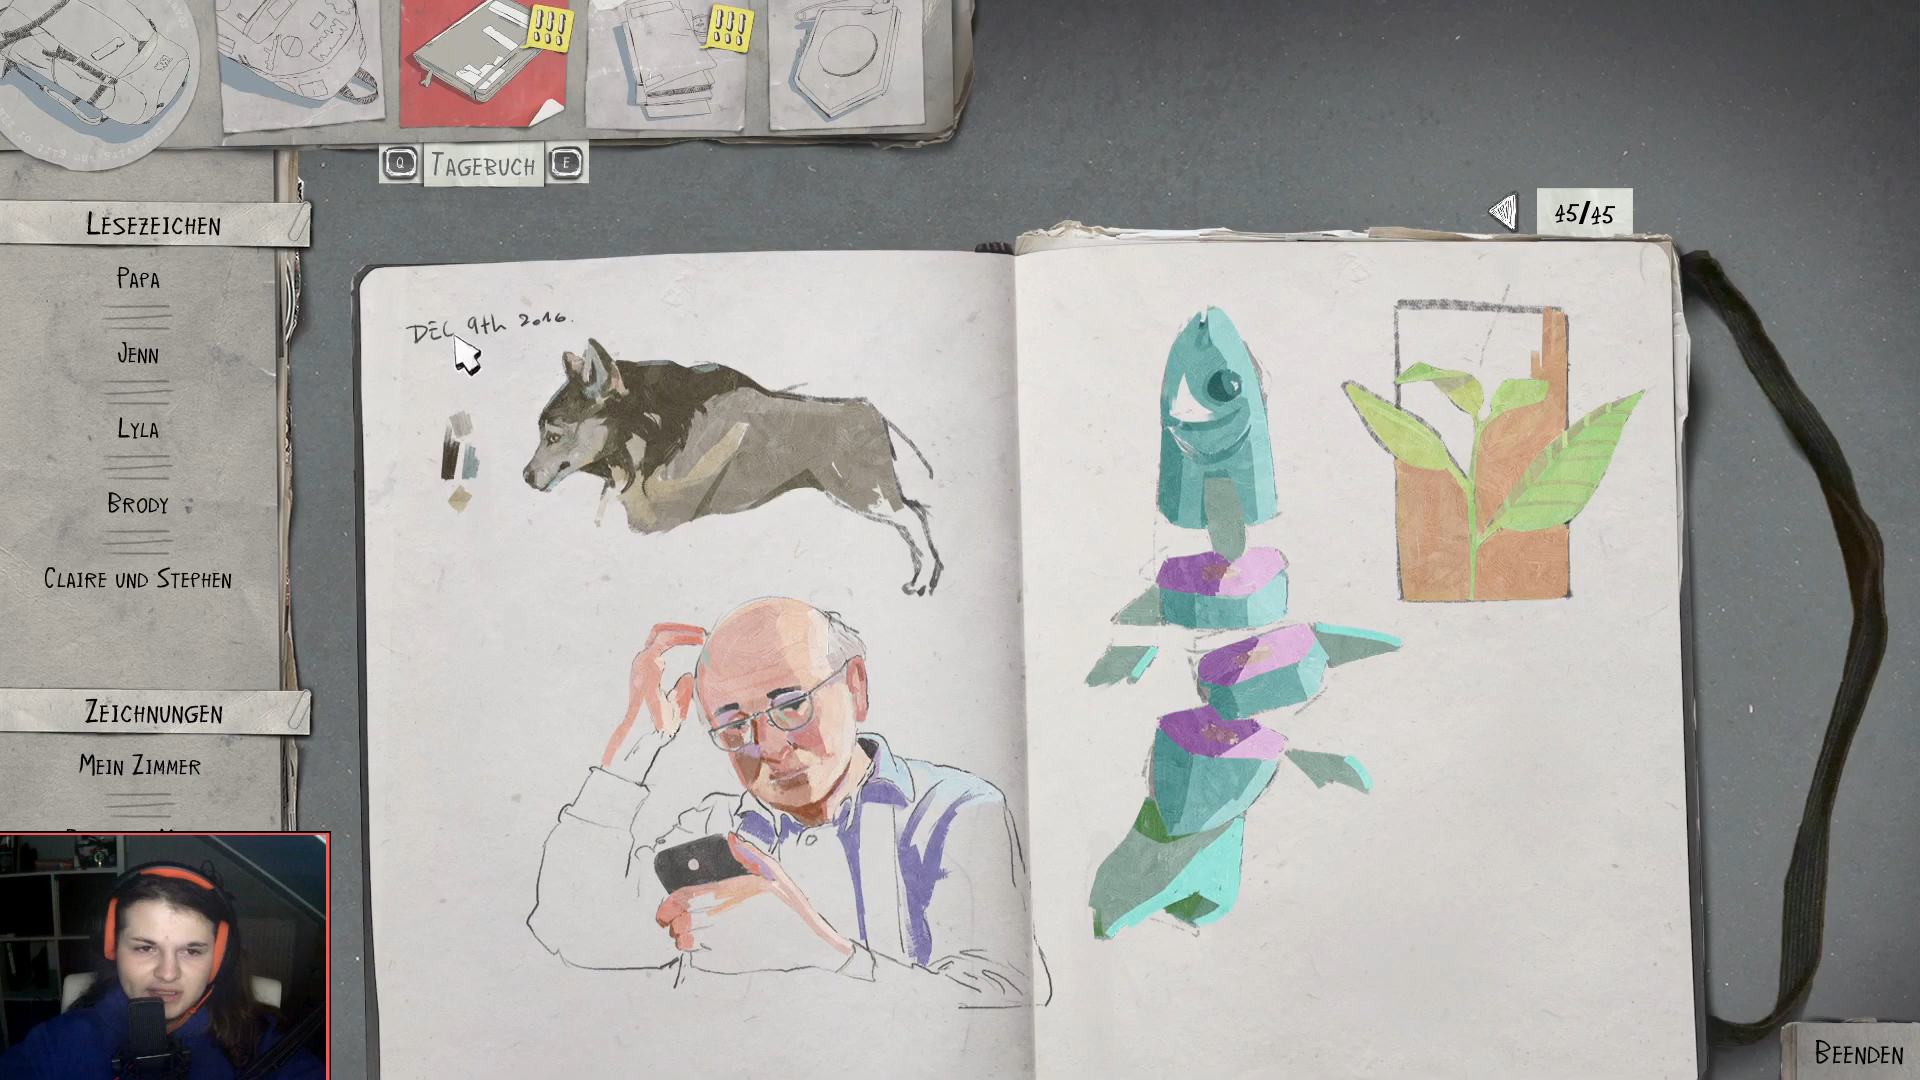 Q TAGEBUCH E
LESEZEICHEN
PAPA
JENN
LYLA
BRODY
CLAIRE UND STEPHEN
ZEICHNUNGEN
MEIN ZIMMER
45/45
DEC 9th 2016.
BEENDEN